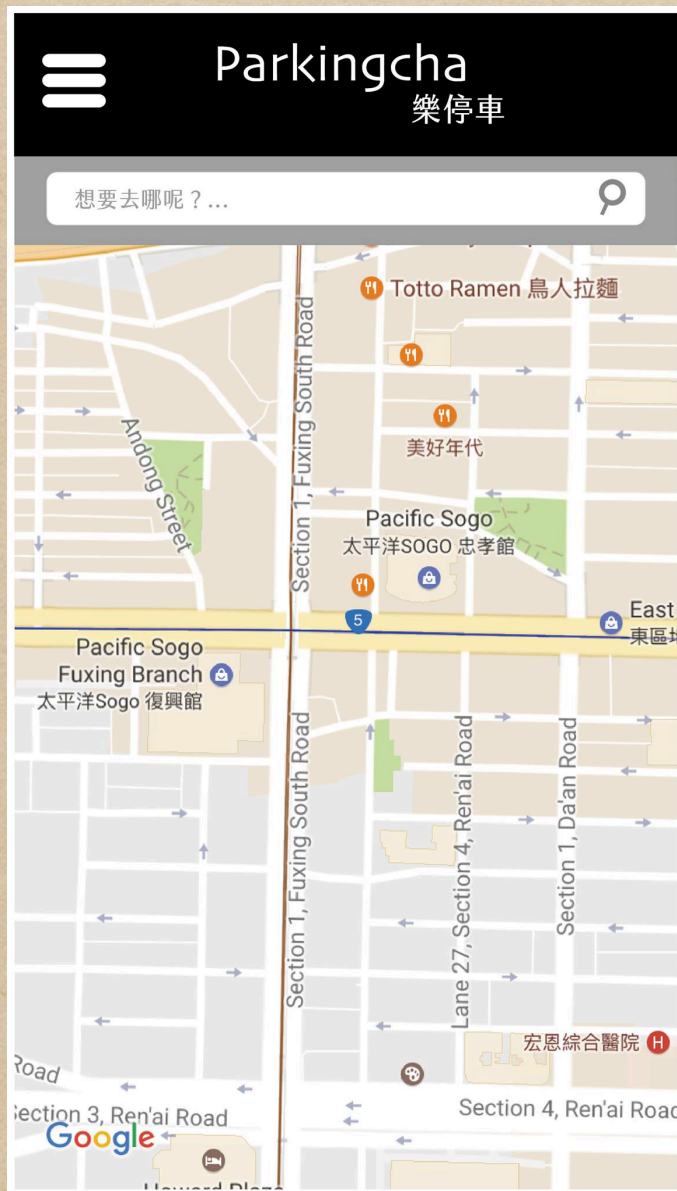 Parkingcha
樂停車
想要去哪呢？...
Totto Ramen 鳥人拉麵
Section 1, Fuxing South Road
美好年代
Andong Street
Pacific Sogo
太平洋SOGO 忠孝館
5
East
東區地
Pacific Sogo
Fuxing Branch
太平洋Sogo 復興館
Section 1, Fuxing South Road
Lane 27, Section 4, Ren'ai Road
Section 1, Da'an Road
宏恩綜合醫院 H
Road
Section 3, Ren'ai Road
Section 4, Ren'ai Road
Google
Howard Plaza